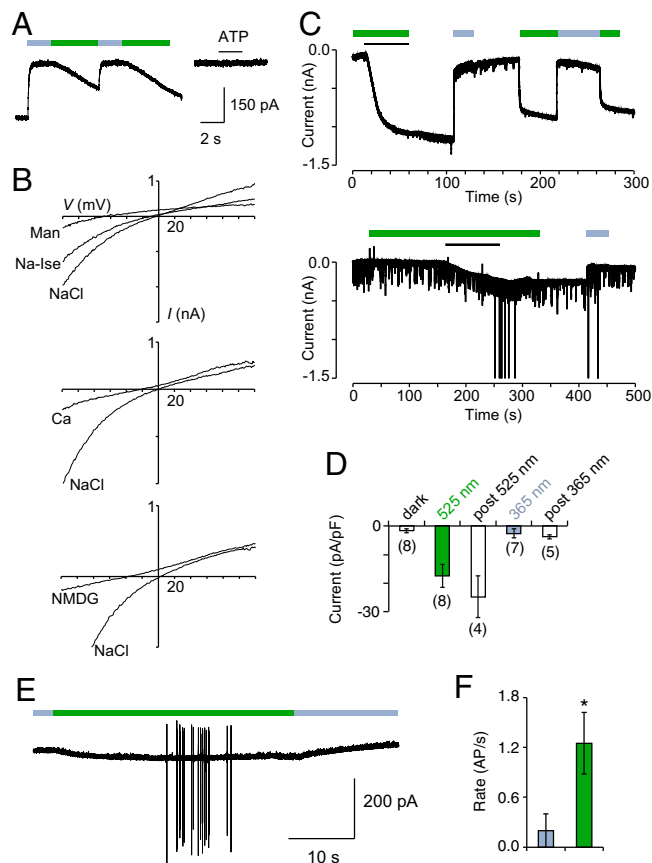 A
ATP
150 pA
2 s
B
1
V (mV)
20
Man
Na-Ise
NaCl
I (nA)
1
20
Ca
NaCl
1
20
NMDG
NaCl
C
0.0
Current (nA)
-1.5
0 100 200 300
Time (s)
0.0
Current (nA)
-1.5
0 100 200 300 400 500
Time (s)
D
dark
525 nm
post 525 nm
365 nm
post 365 nm
0
Current (pA/pF)
-30
(8)
(8)
(4)
(7)
(5)
E
200 pA
10 s
F
1.8
1.2
0.6
0.0
Rate (AP/s)
*